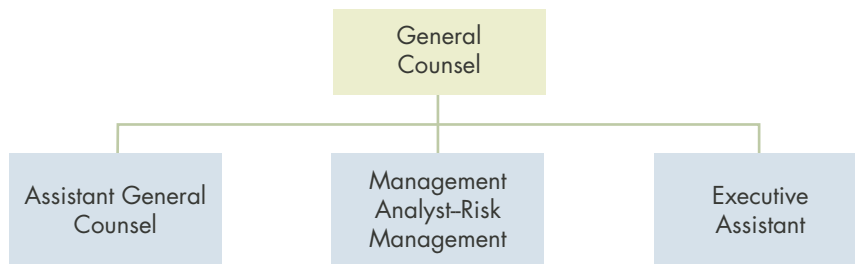 General
Counsel
Assistant General
Counsel
Management
Analyst–Risk
Management
Executive
Assistant